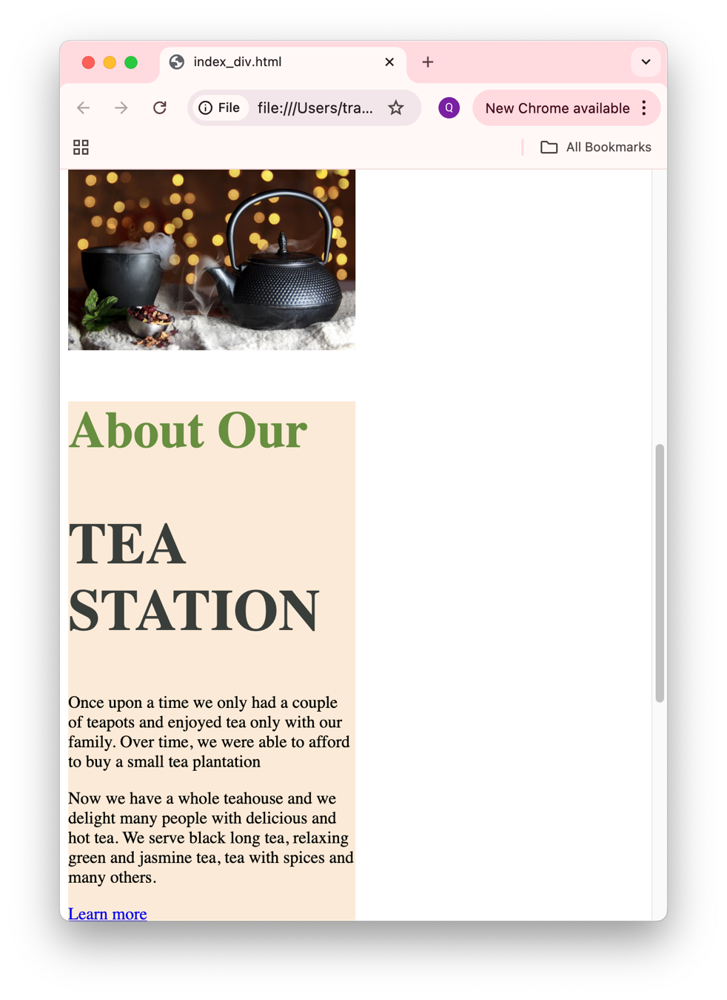 index_div.html
File
file:///Users/tra...
Q
New Chrome available
All Bookmarks
About Our
TEA
STATION
Once upon a time we only had a couple
of teapots and enjoyed tea only with our
family. Over time, we were able to afford
to buy a small tea plantation
Now we have a whole teahouse and we
delight many people with delicious and
hot tea. We serve black long tea, relaxing
green and jasmine tea, tea with spices and
many others.
Learn more